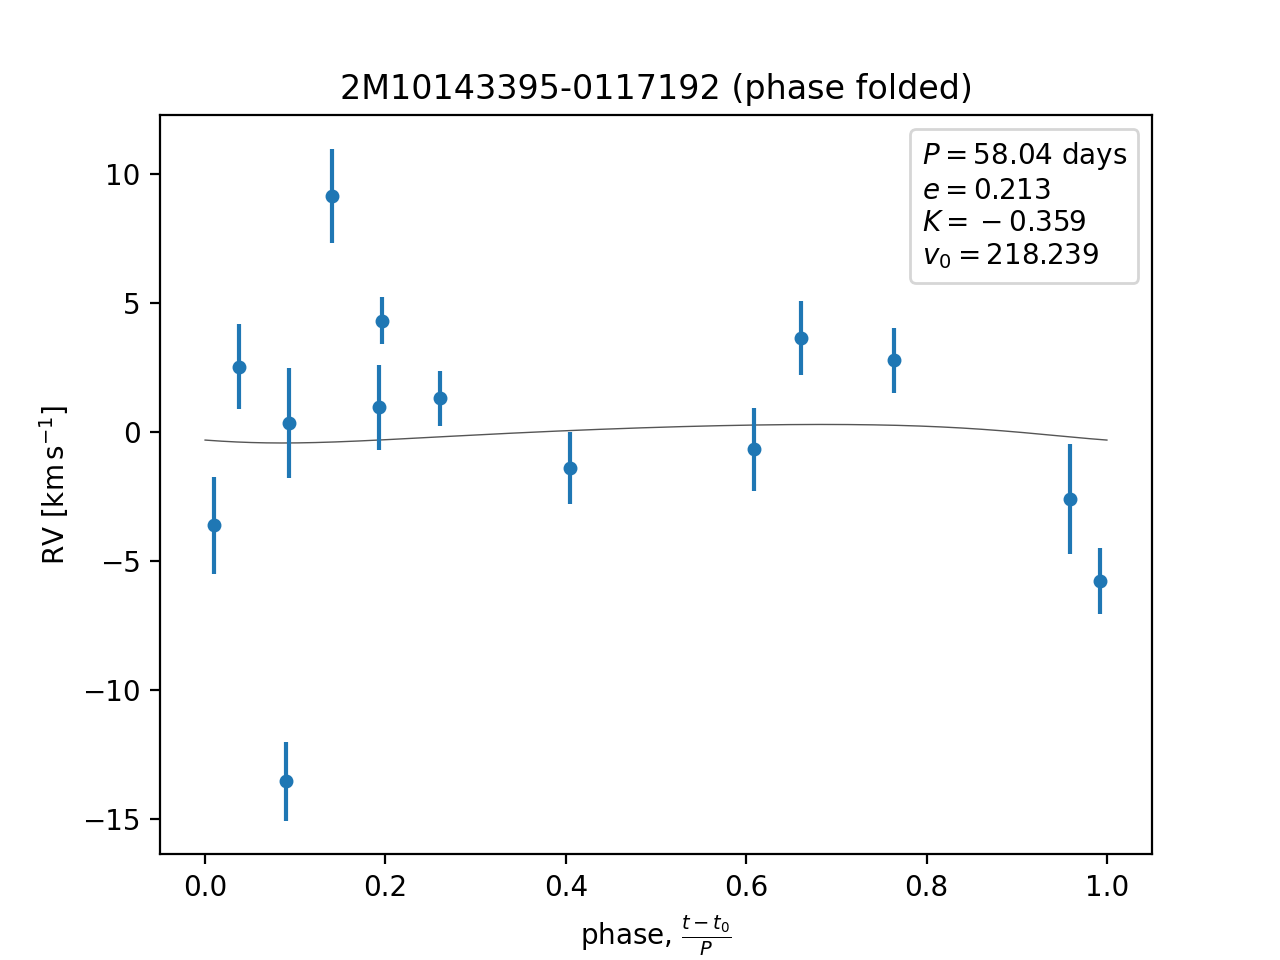 2M10143395-0117192 (phase folded)
P = 58.04 days
e = 0.213
K = −0.359
v₀ = 218.239
10
5
0
−5
−10
−15
RV [km s⁻¹]
0.0 0.2 0.4 0.6 0.8 1.0
phase, (t − t₀)/P